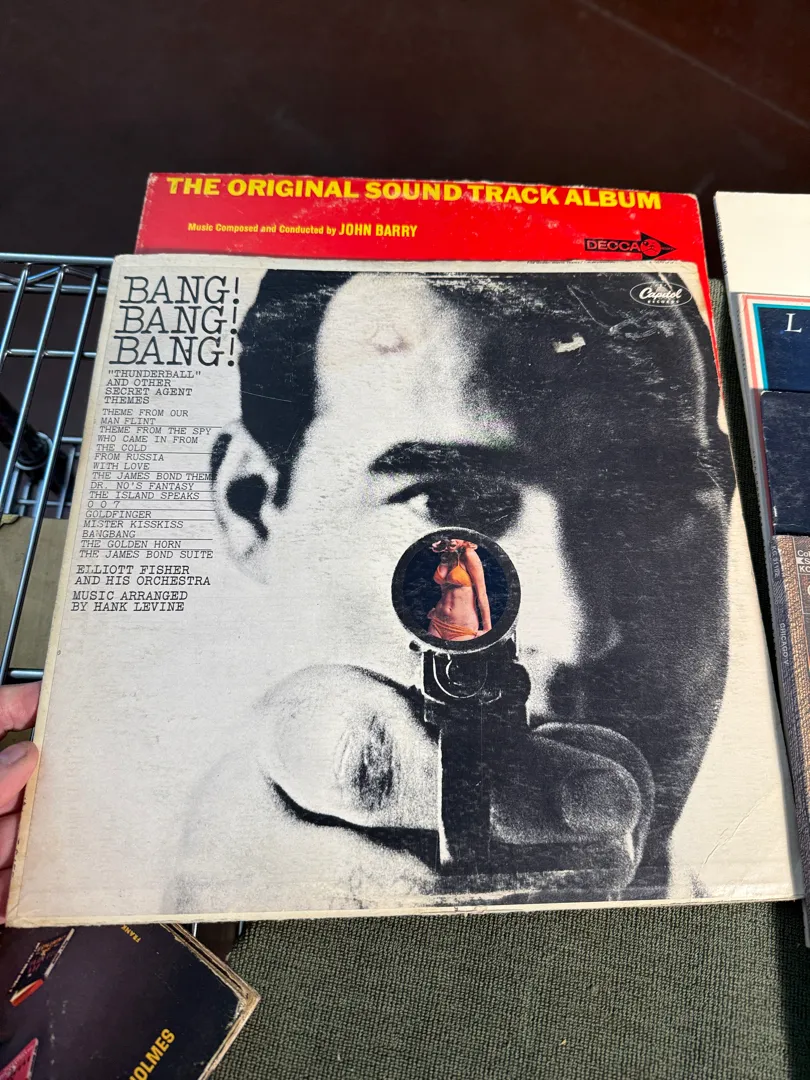 THE ORIGINAL SOUND TRACK ALBUM
Music Composed and Conducted by JOHN BARRY
DECCA
BANG!
BANG!
BANG!
Capitol
RECORDS
"THUNDERBALL"
AND OTHER
SECRET AGENT
THEMES
THEME FROM OUR
MAN FLINT
THEME FROM THE SPY
WHO CAME IN FROM
THE COLD
FROM RUSSIA
WITH LOVE
THE JAMES BOND THEME
DR. NO'S FANTASY
THE ISLAND SPEAKS
0 0 7
GOLDFINGER
MISTER KISSKISS
BANGBANG
THE GOLDEN HORN
THE JAMES BOND SUITE
ELLIOTT FISHER
AND HIS ORCHESTRA
MUSIC ARRANGED
BY HANK LEVINE
L
FRANK
OLMES